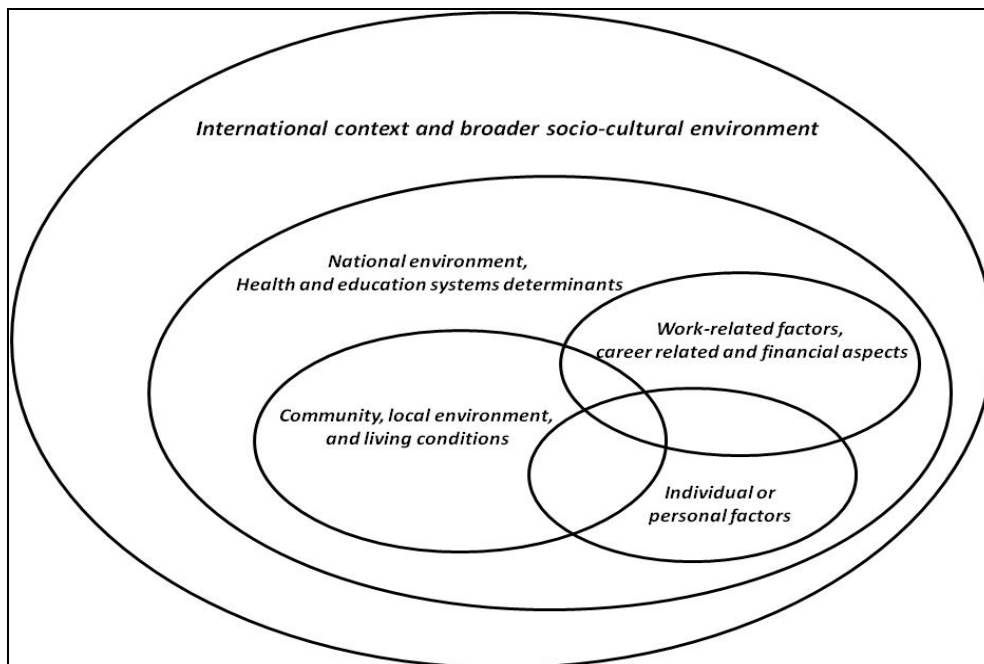 International context and broader socio-cultural environment
National environment,
Health and education systems determinants
Work-related factors,
career related and financial aspects
Community, local environment,
and living conditions
Individual or
personal factors